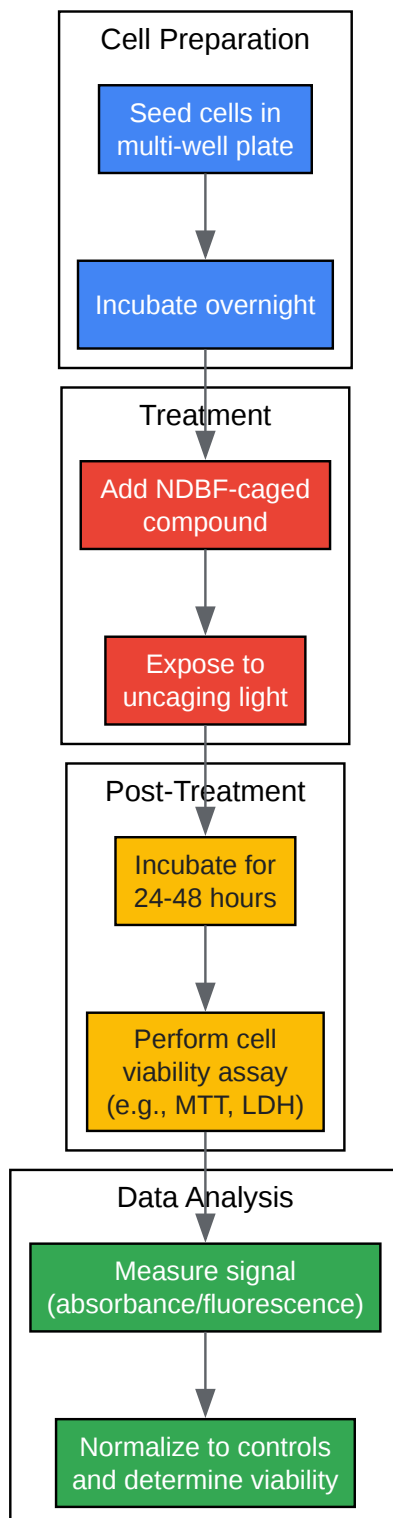 Cell Preparation
Seed cells in
multi-well plate
Incubate overnight
Treatment
Add NDBF-caged
compound
Expose to
uncaging light
Post-Treatment
Incubate for
24-48 hours
Perform cell
viability assay
(e.g., MTT, LDH)
Data Analysis
Measure signal
(absorbance/fluorescence)
Normalize to controls
and determine viability